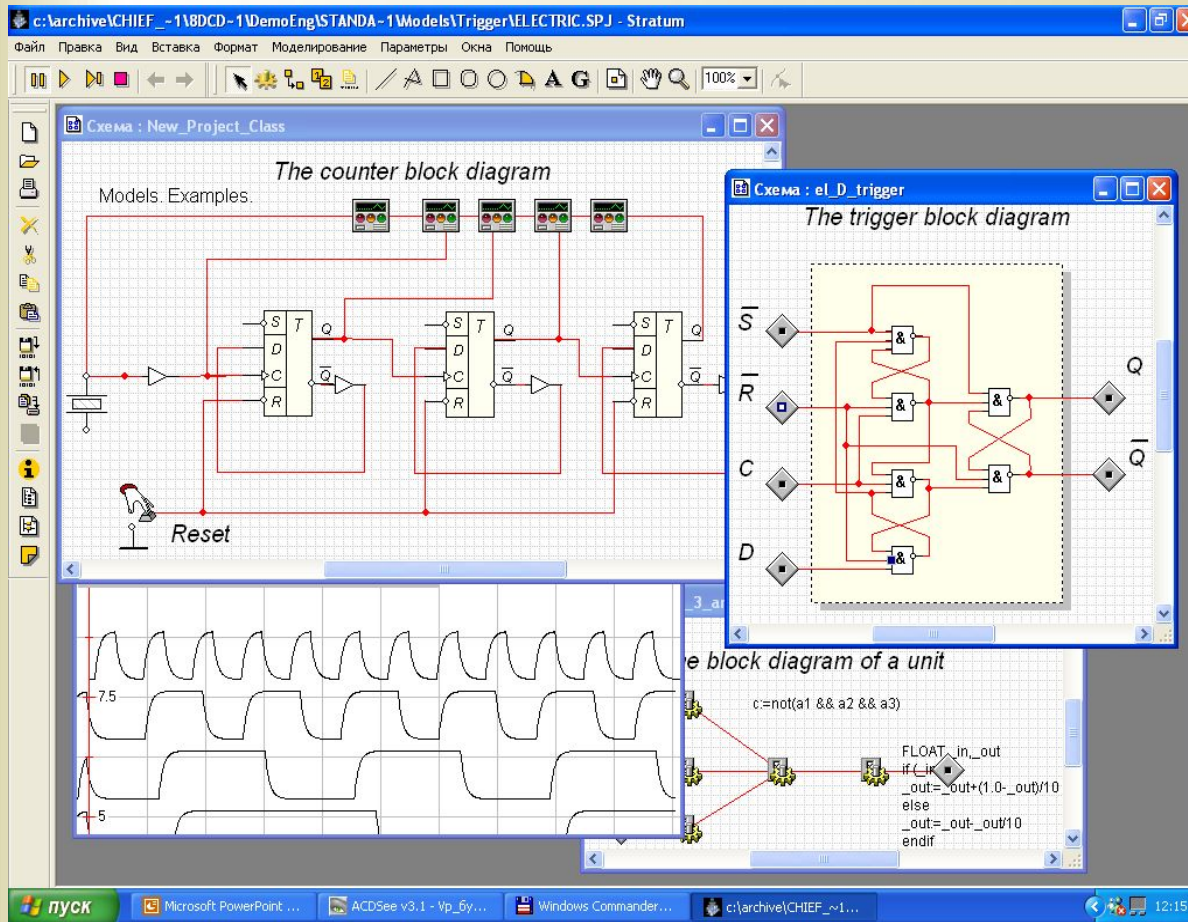 c:\archive\CHIEF_~1\8DCD~1\DemoEng\STANDA~1\Models\Trigger\ELECTRIC.SPJ - Stratum
Файл Правка Вид Вставка Формат Моделирование Параметры Окна Помощь
A G 100%
Схема : New_Project_Class
The counter block diagram
Models. Examples.
S T Q
D
C Q
R
S T Q
D
C Q
R
S T Q
D
C Q
R
Reset
Схема : el_D_trigger
The trigger block diagram
S
R
C
D
Q
Q
&
&
&
&
&
&
7.5
5
_3_
block diagram of a unit
c:=not(a1 && a2 && a3)
FLOAT _in,_out
if (_in
_out:=_out+(1.0-_out)/10
else
_out:=_out-_out/10
endif
пуск
Microsoft PowerPoint ...
ACDSee v3.1 - Vp_бу...
Windows Commander...
c:\archive\CHIEF_~1...
12:15